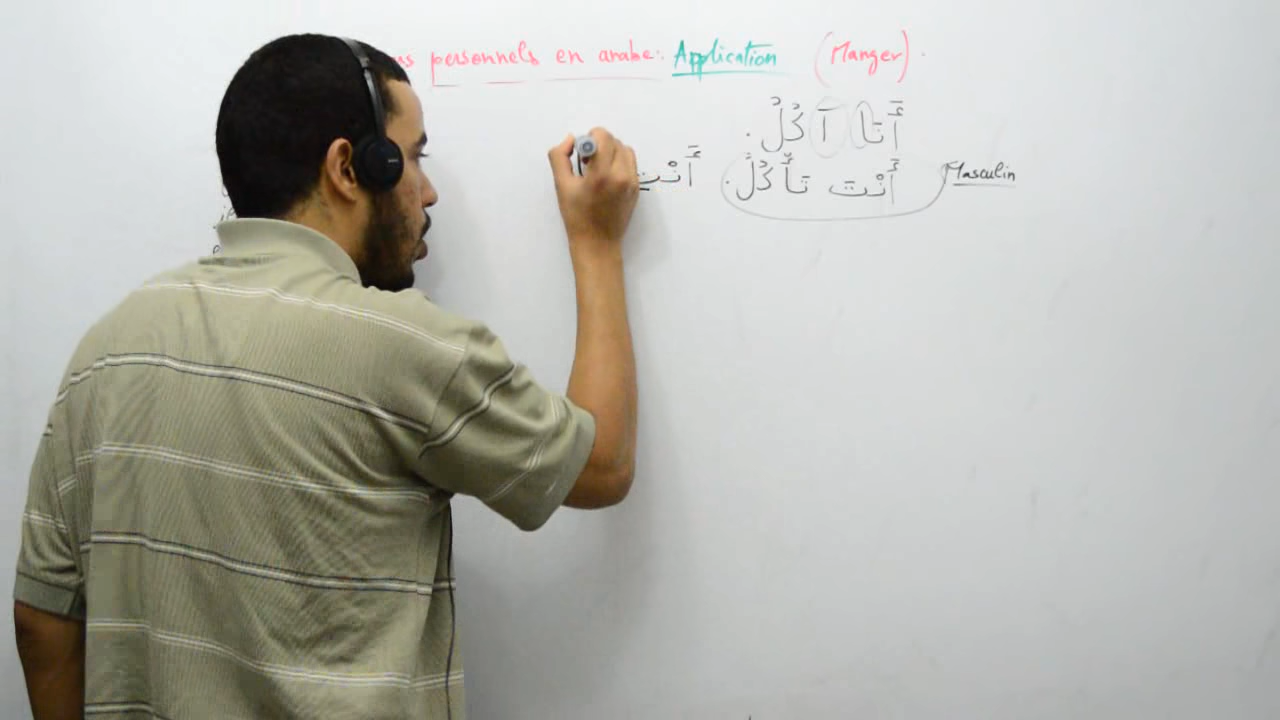 personnels en arabe: Application (Manger).
أَنَا آكُلُ.
أَنْتَ تَأْكُلُ. أَنْتِ Masculin